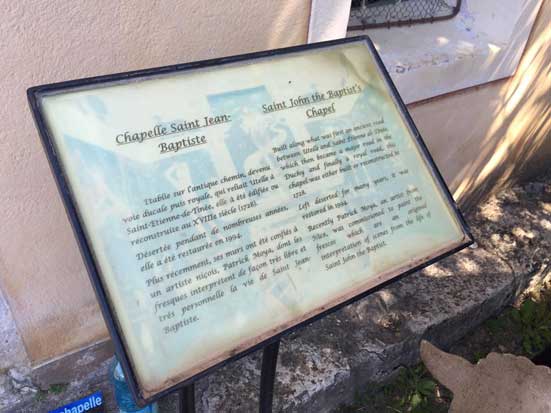 Chapelle Saint Jean-
Baptiste
Etablie sur l'antique chemin, devenu
voie ducale puis royale, qui reliait Utelle à
Saint-Etienne-de-Tinée, elle à été édifiée ou
reconstruite au XVIIIe siècle (1728).
Désertée pendant de nombreuses années,
elle a été restaurée en 1994.
Plus récemment, ses murs ont été confiés à
un artiste niçois, Patrick Moya, dont les
fresques interprètent de façon très libre et
très personnelle la vie de Saint Jean
Baptiste.
Saint John the Baptist's
Chapel
Built along what was first an ancient road
between Utelle and Saint Etienne de Tinée,
which then became a major road in the
Duchy and finally a royal road, this
chapel was either built or reconstructed in
1728.
Left deserted for many years, it was
restored in 1994.
Recently Patrick Moya, an artist from
Nice, was commissioned to paint the
frescos which are an original
interpretation of scenes from the life of
Saint John the Baptist.
chapelle